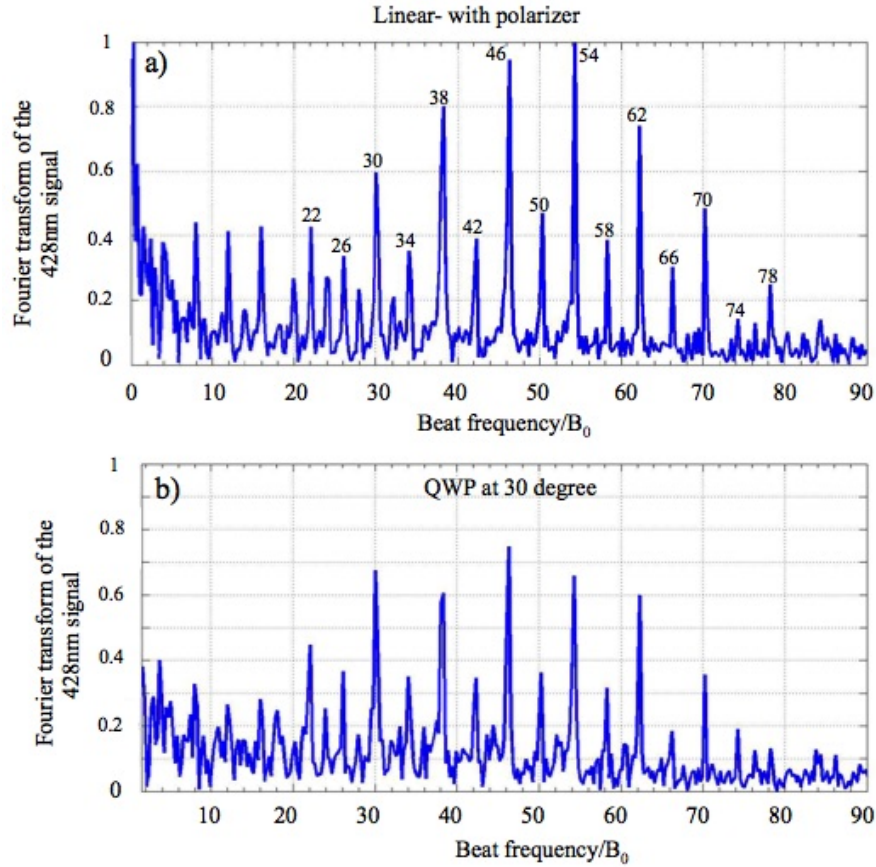 Linear- with polarizer
a)
Fourier transform of the
428nm signal
1
0.8
0.6
0.4
0.2
0
22
26
30
34
38
42
46
50
54
58
62
66
70
74
78
0 10 20 30 40 50 60 70 80 90
Beat frequency/B₀
b)
QWP at 30 degree
Fourier transform of the
428nm signal
1
0.8
0.6
0.4
0.2
0
10 20 30 40 50 60 70 80 90
Beat frequency/B₀